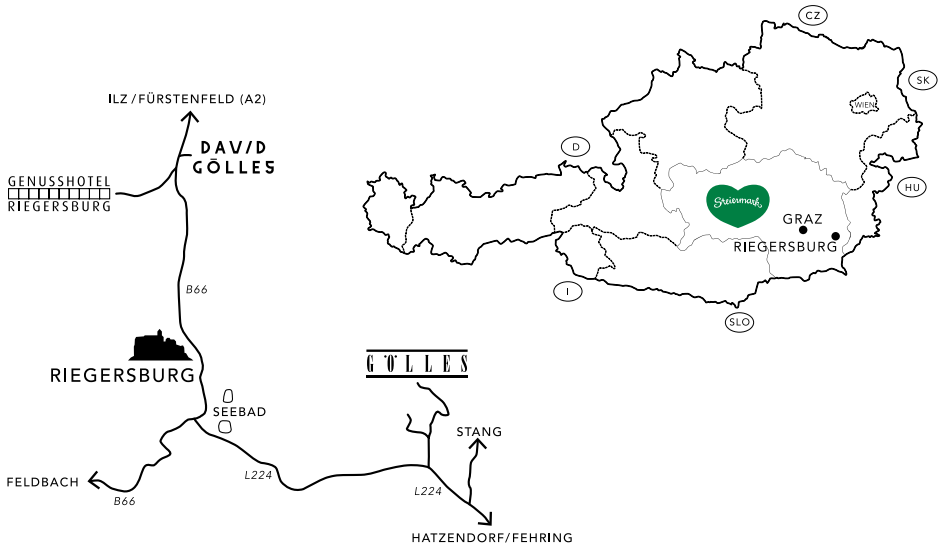 ILZ/FÜRSTENFELD (A2)
DAVID
GÖLLES
GENUSSHOTEL
RIEGERSBURG
B66
RIEGERSBURG
SEEBAD
GÖLLES
STANG
FELDBACH
B66
L224
L224
HATZENDORF/FEHRING
CZ
SK
WIEN
D
HU
Steiermark
GRAZ
RIEGERSBURG
I
SLO